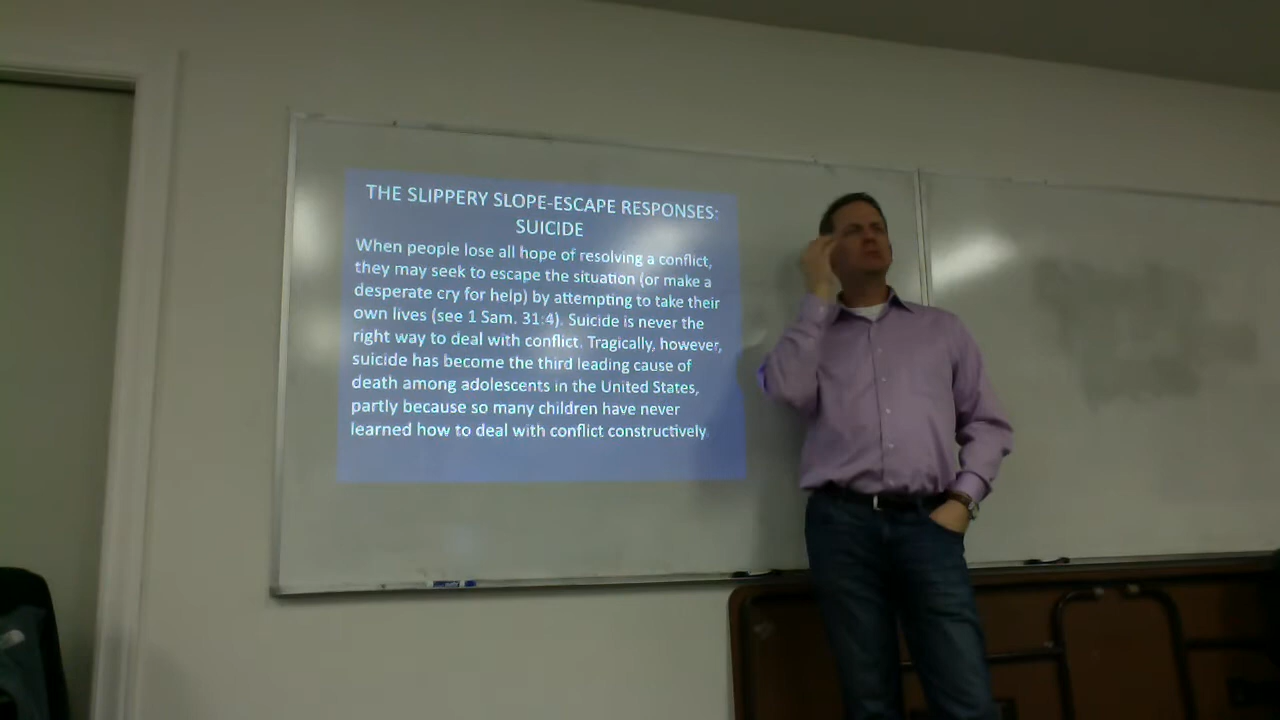 THE SLIPPERY SLOPE-ESCAPE RESPONSES:
SUICIDE
When people lose all hope of resolving a conflict,
they may seek to escape the situation (or make a
desperate cry for help) by attempting to take their
own lives (see 1 Sam. 31:4). Suicide is never the
right way to deal with conflict. Tragically, however,
suicide has become the third leading cause of
death among adolescents in the United States,
partly because so many children have never
learned how to deal with conflict constructively